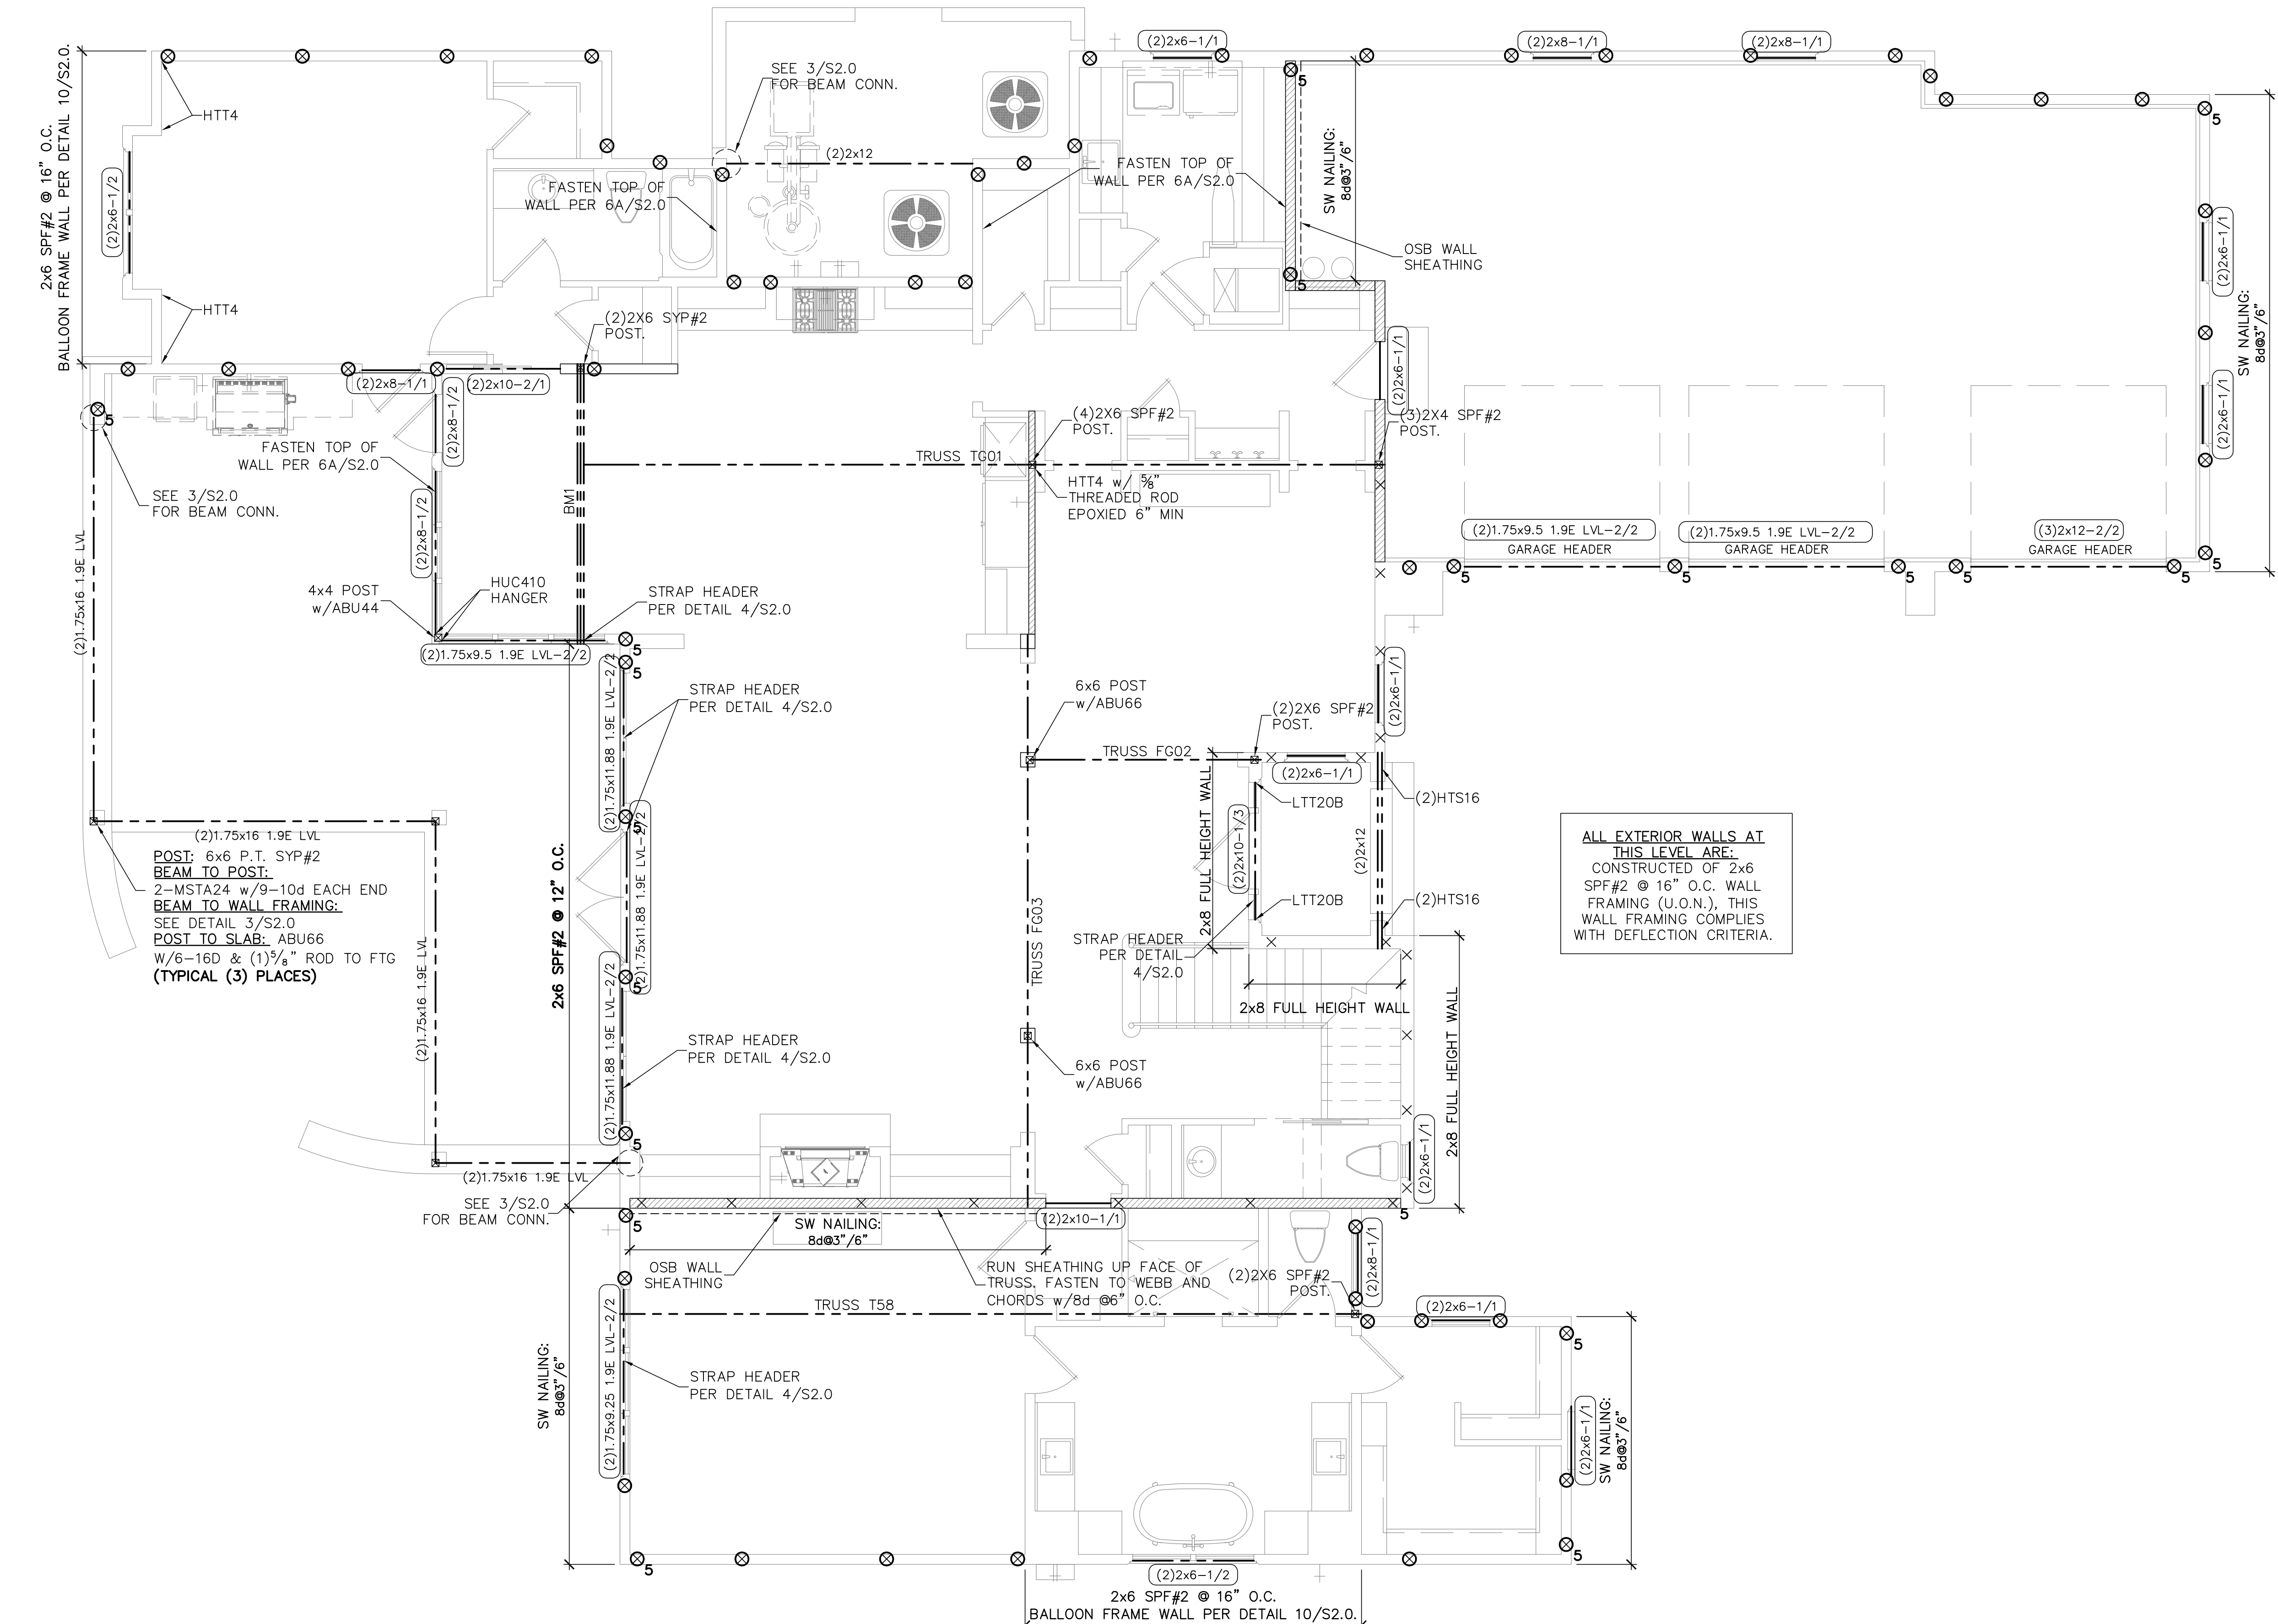 2x6 SPF#2 @ 16" O.C.
BALLOON FRAME WALL PER DETAIL 10/S2.0.
(2)2x6-1/2
HTT4
HTT4
SEE 3/S2.0
FOR BEAM CONN.
(2)2x12
FASTEN TOP OF
WALL PER 6A/S2.0
(2)2x6-1/1
(2)2x8-1/1
(2)2x8-1/1
5
FASTEN TOP OF
WALL PER 6A/S2.0
SW NAILING:
8d@3"/6"
OSB WALL
SHEATHING
5
5
(2)2x6-1/1
SW NAILING:
8d@3"/6"
(2)2x6-1/1
(2)2X6 SYP#2
POST.
(2)2x8-1/1
(2)2x10-2/1
(2)2x8-1/2
(2)2x6-1/1
5
FASTEN TOP OF
WALL PER 6A/S2.0
SEE 3/S2.0
FOR BEAM CONN.
(2)2x8-1/2
BM1
TRUSS TG01
(4)2X6 SPF#2
POST.
HTT4 w/ ⅝"
THREADED ROD
EPOXIED 6" MIN
(3)2X4 SPF#2
POST.
(2)1.75x9.5 1.9E LVL-2/2
GARAGE HEADER
(2)1.75x9.5 1.9E LVL-2/2
GARAGE HEADER
(3)2x12-2/2
GARAGE HEADER
5
5
5
5
5
5
(2)1.75x16 1.9E LVL
4x4 POST
w/ABU44
HUC410
HANGER
STRAP HEADER
PER DETAIL 4/S2.0
(2)1.75x9.5 1.9E LVL-2/2
5
5
(2)1.75x11.88 1.9E LVL-2/2
STRAP HEADER
PER DETAIL 4/S2.0
6x6 POST
w/ABU66
(2)2x6-1/1
(2)2X6 SPF#2
POST.
TRUSS FG02
(2)2x6-1/1
2x8 FULL HEIGHT WALL
LTT20B
(2)HTS16
(2)2x10-1/3
(2)2x12
LTT20B
(2)HTS16
STRAP HEADER
PER DETAIL
4/S2.0
2x8 FULL HEIGHT WALL
2x8 FULL HEIGHT WALL
ALL EXTERIOR WALLS AT
THIS LEVEL ARE:
CONSTRUCTED OF 2x6
SPF#2 @ 16" O.C. WALL
FRAMING (U.O.N.), THIS
WALL FRAMING COMPLIES
WITH DEFLECTION CRITERIA.
(2)1.75x16 1.9E LVL
POST: 6x6 P.T. SYP#2
BEAM TO POST:
2-MSTA24 w/9-10d EACH END
BEAM TO WALL FRAMING:
SEE DETAIL 3/S2.0
POST TO SLAB: ABU66
W/6-16D & (1)⅝" ROD TO FTG
(TYPICAL (3) PLACES)
(2)1.75x16 1.9E LVL
2x6 SPF#2 @ 12" O.C.
5
(2)1.75x11.88 1.9E LVL-2/2
5
(2)1.75x11.88 1.9E LVL-2/2
TRUSS FG03
STRAP HEADER
PER DETAIL 4/S2.0
6x6 POST
w/ABU66
5
(2)2x6-1/1
(2)1.75x16 1.9E LVL
SEE 3/S2.0
FOR BEAM CONN.
5
SW NAILING:
8d@3"/6"
(2)2x10-1/1
5
OSB WALL
SHEATHING
RUN SHEATHING UP FACE OF
TRUSS. FASTEN TO WEBB AND
CHORDS w/8d @6" O.C.
(2)2X6 SPF#2
POST.
(2)2x8-1/1
TRUSS T58
(2)2x6-1/1
5
(2)1.75x9.25 1.9E LVL-2/2
SW NAILING:
8d@3"/6"
STRAP HEADER
PER DETAIL 4/S2.0
(2)2x6-1/1
SW NAILING:
8d@3"/6"
5
5
(2)2x6-1/2
2x6 SPF#2 @ 16" O.C.
BALLOON FRAME WALL PER DETAIL 10/S2.0.